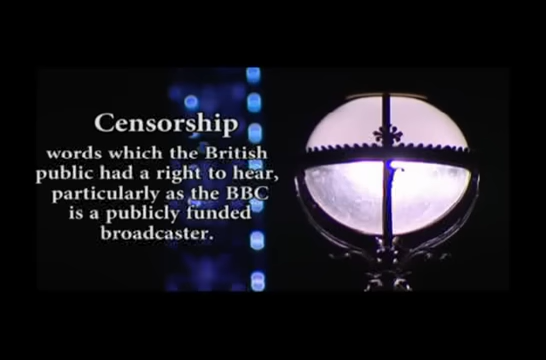 Censorship
words which the British
public had a right to hear,
particularly as the BBC
is a publicly funded
broadcaster.